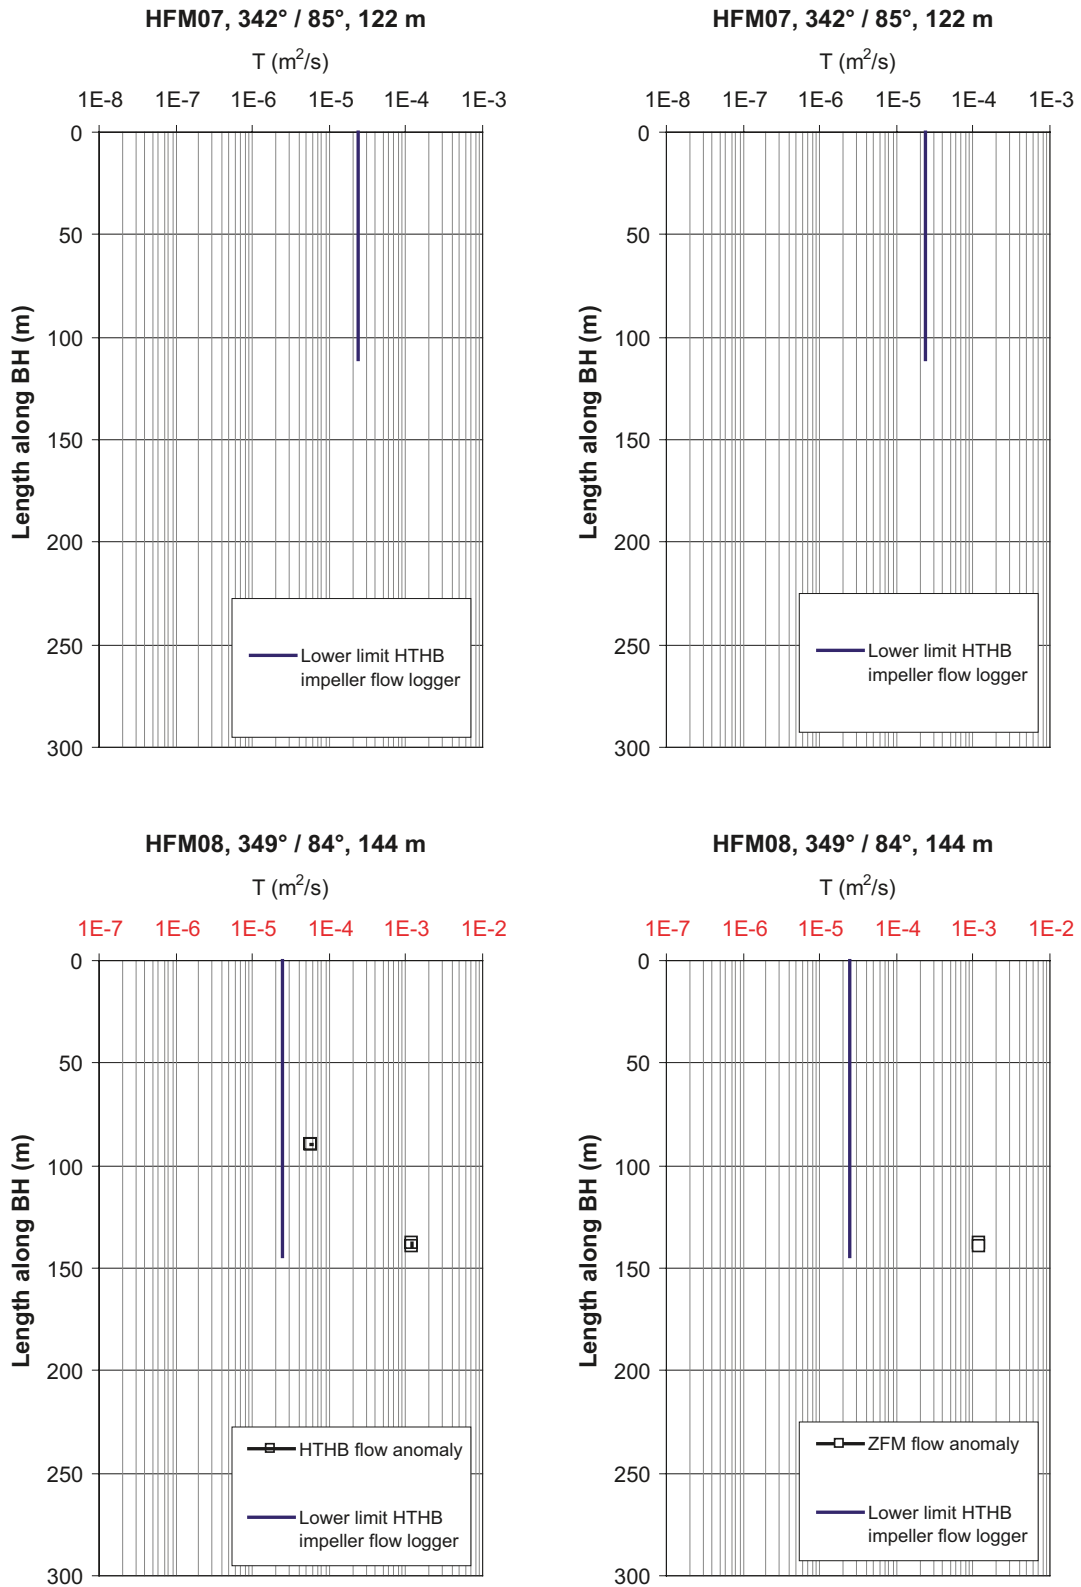 HFM07, 342° / 85°, 122 m
T (m²/s)
1E-8 1E-7 1E-6 1E-5 1E-4 1E-3
0
50
100
150
200
250
300
Length along BH (m)
Lower limit HTHB
impeller flow logger
HFM07, 342° / 85°, 122 m
T (m²/s)
1E-8 1E-7 1E-6 1E-5 1E-4 1E-3
0
50
100
150
200
250
300
Length along BH (m)
Lower limit HTHB
impeller flow logger
HFM08, 349° / 84°, 144 m
T (m²/s)
1E-7 1E-6 1E-5 1E-4 1E-3 1E-2
0
50
100
150
200
250
300
Length along BH (m)
HTHB flow anomaly
Lower limit HTHB
impeller flow logger
HFM08, 349° / 84°, 144 m
T (m²/s)
1E-7 1E-6 1E-5 1E-4 1E-3 1E-2
0
50
100
150
200
250
300
Length along BH (m)
ZFM flow anomaly
Lower limit HTHB
impeller flow logger